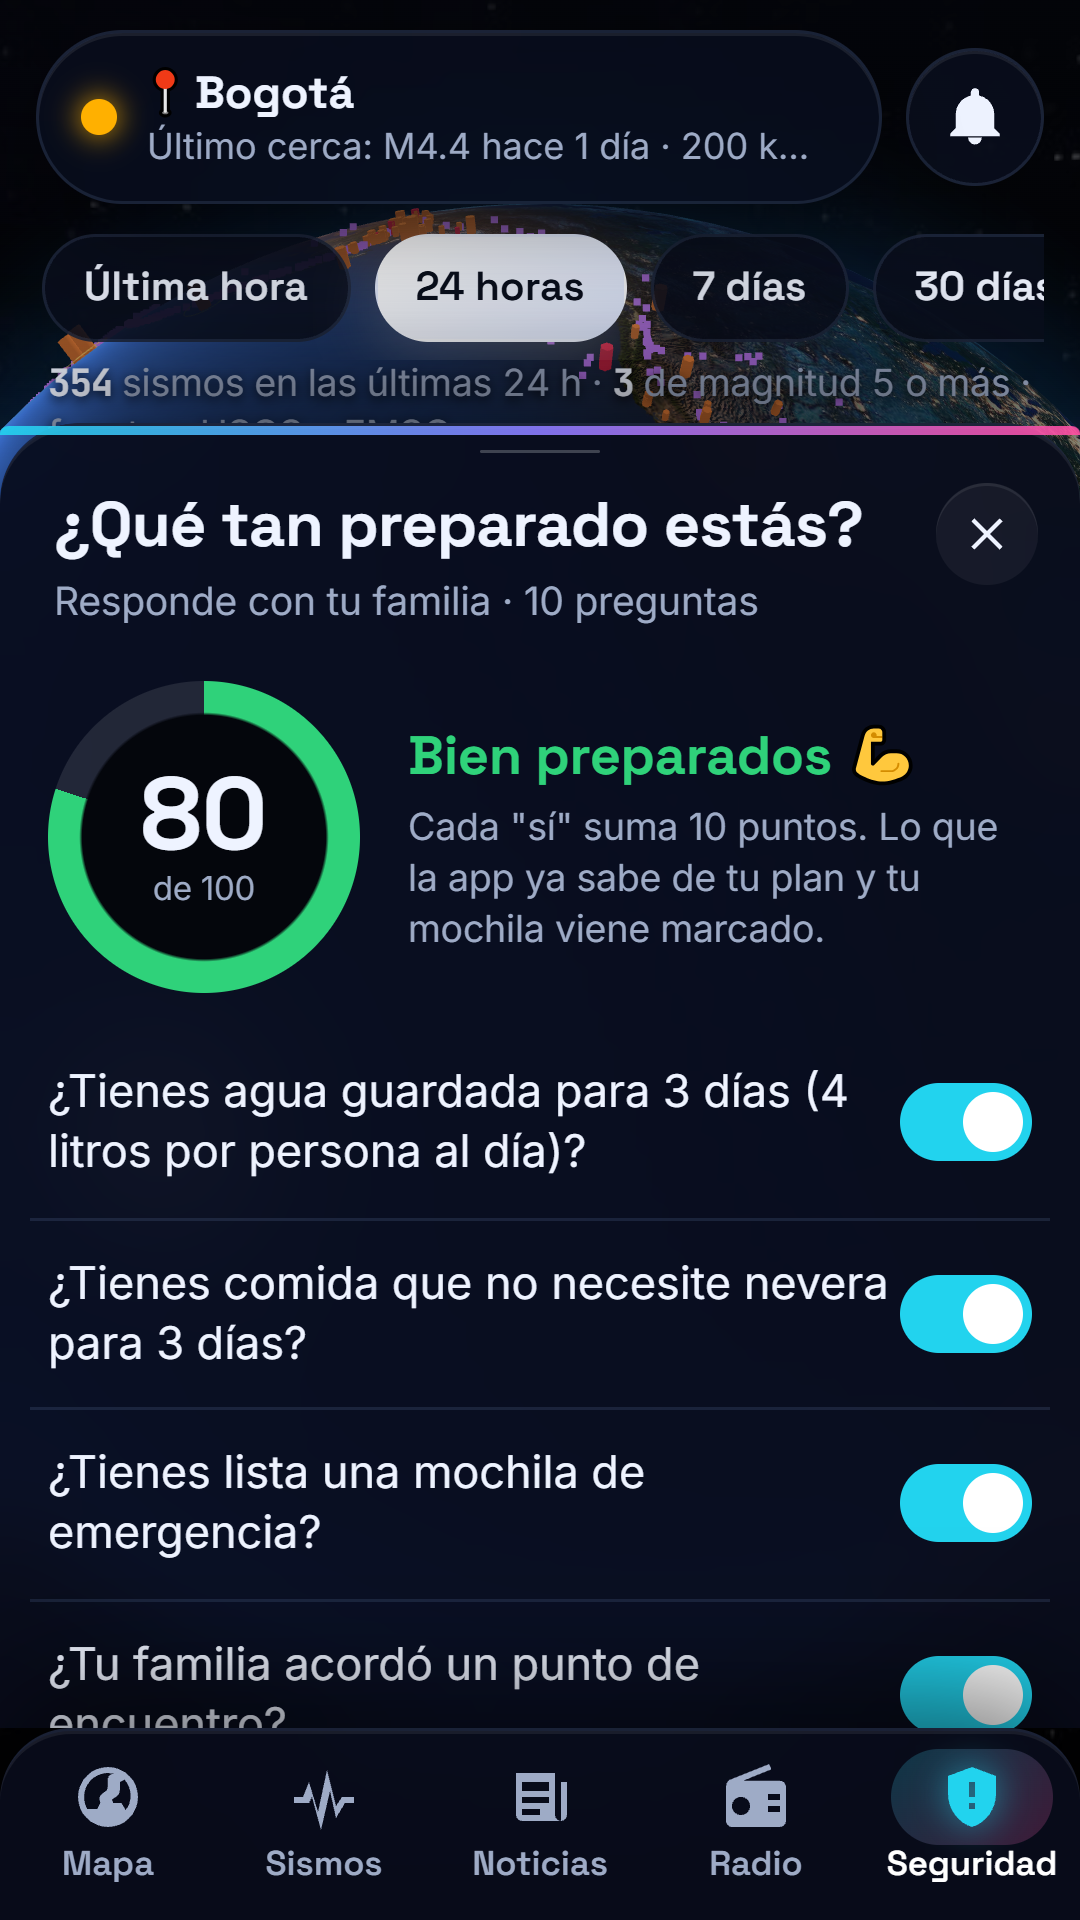 Bogotá
Último cerca: M4.4 hace 1 día · 200 k...
Última hora
24 horas
7 días
30 días
354 sismos en las últimas 24 h · 3 de magnitud 5 o más ·
¿Qué tan preparado estás?
Responde con tu familia · 10 preguntas
80
de 100
Bien preparados 💪
Cada "sí" suma 10 puntos. Lo que
la app ya sabe de tu plan y tu
mochila viene marcado.
¿Tienes agua guardada para 3 días (4
litros por persona al día)?
¿Tienes comida que no necesite nevera
para 3 días?
¿Tienes lista una mochila de
emergencia?
¿Tu familia acordó un punto de
encuentro?
Mapa
Sismos
Noticias
Radio
Seguridad